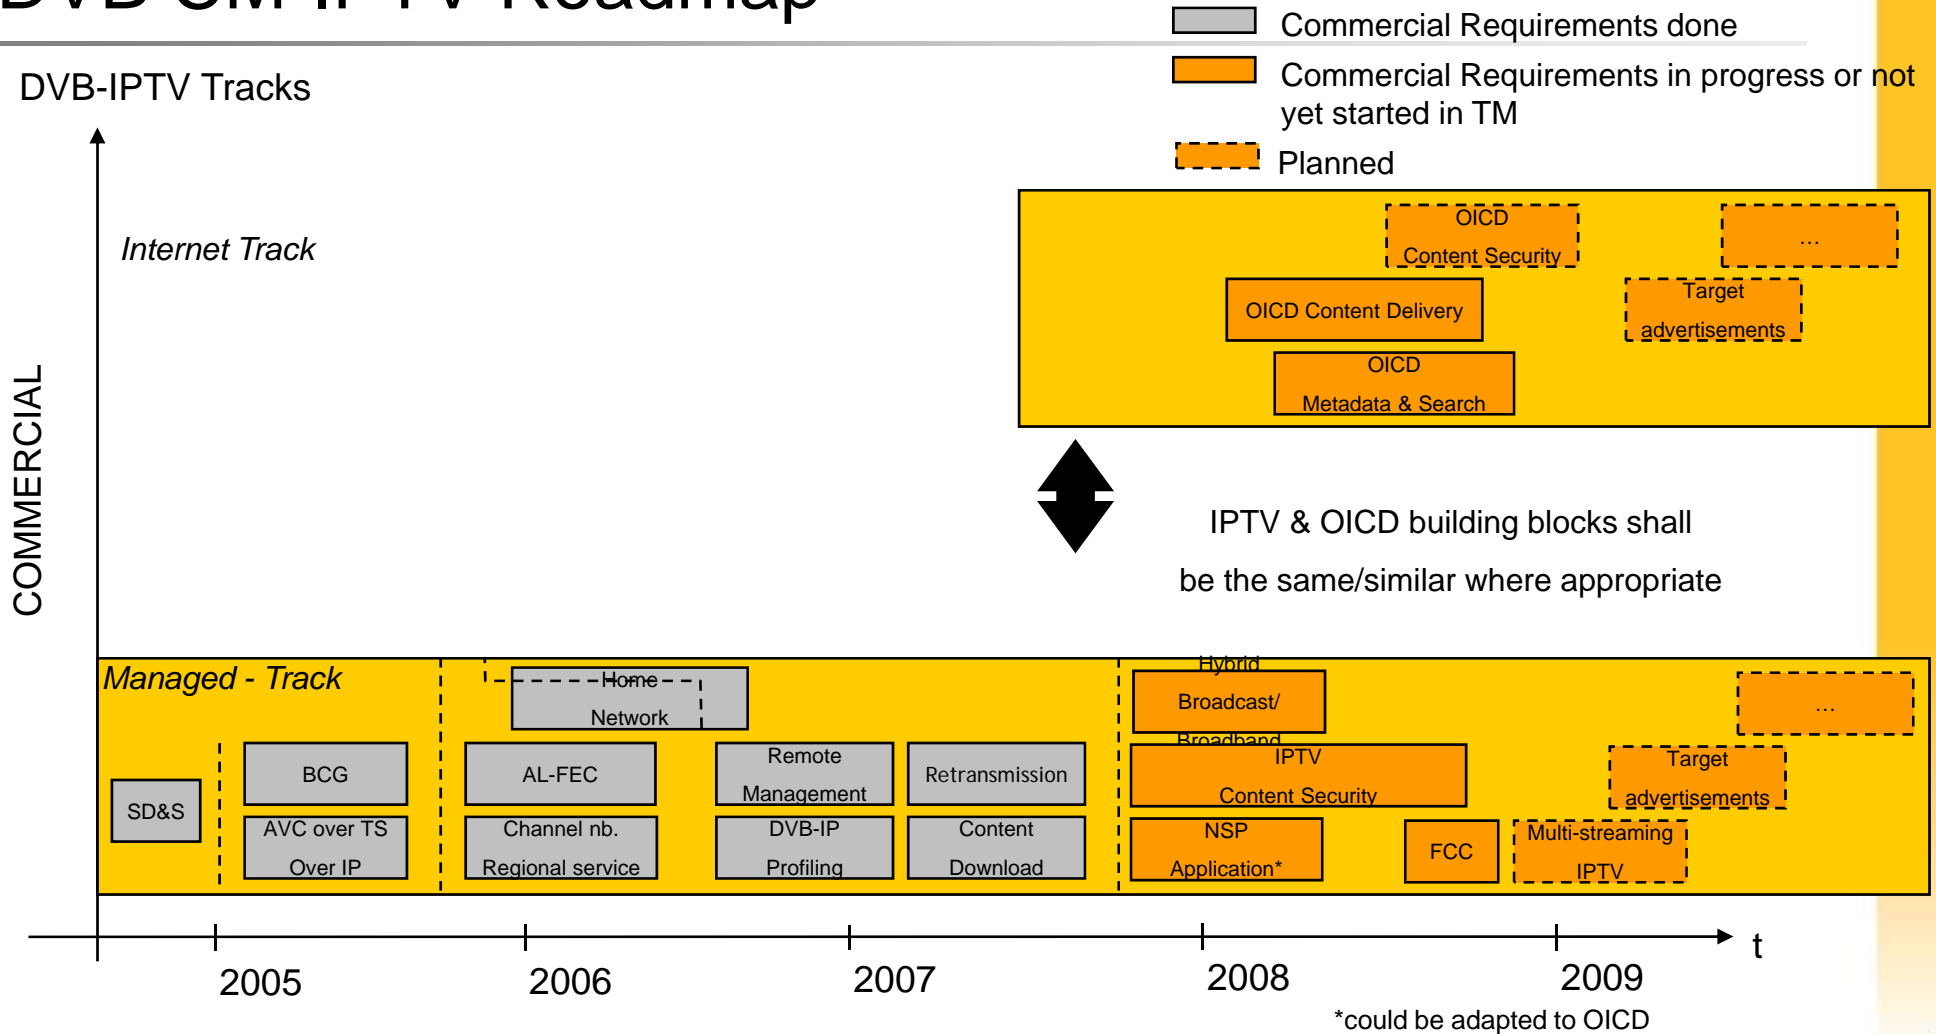 DVB CM IPTV Roadmap
Commercial Requirements done
Commercial Requirements in progress or not
yet started in TM
Planned
DVB-IPTV Tracks
COMMERCIAL
Internet Track
OICD
Content Security
...
OICD Content Delivery
Target
advertisements
OICD
Metadata & Search
IPTV & OICD building blocks shall
be the same/similar where appropriate
Managed - Track
Home
Network
Hybrid
Broadcast/
Broadband
...
SD&S
BCG
AL-FEC
Remote
Management
Retransmission
IPTV
Content Security
Target
advertisements
AVC over TS
Over IP
Channel nb.
Regional service
DVB-IP
Profiling
Content
Download
NSP
Application*
FCC
Multi-streaming
IPTV
t
2005
2006
2007
2008
2009
*could be adapted to OICD